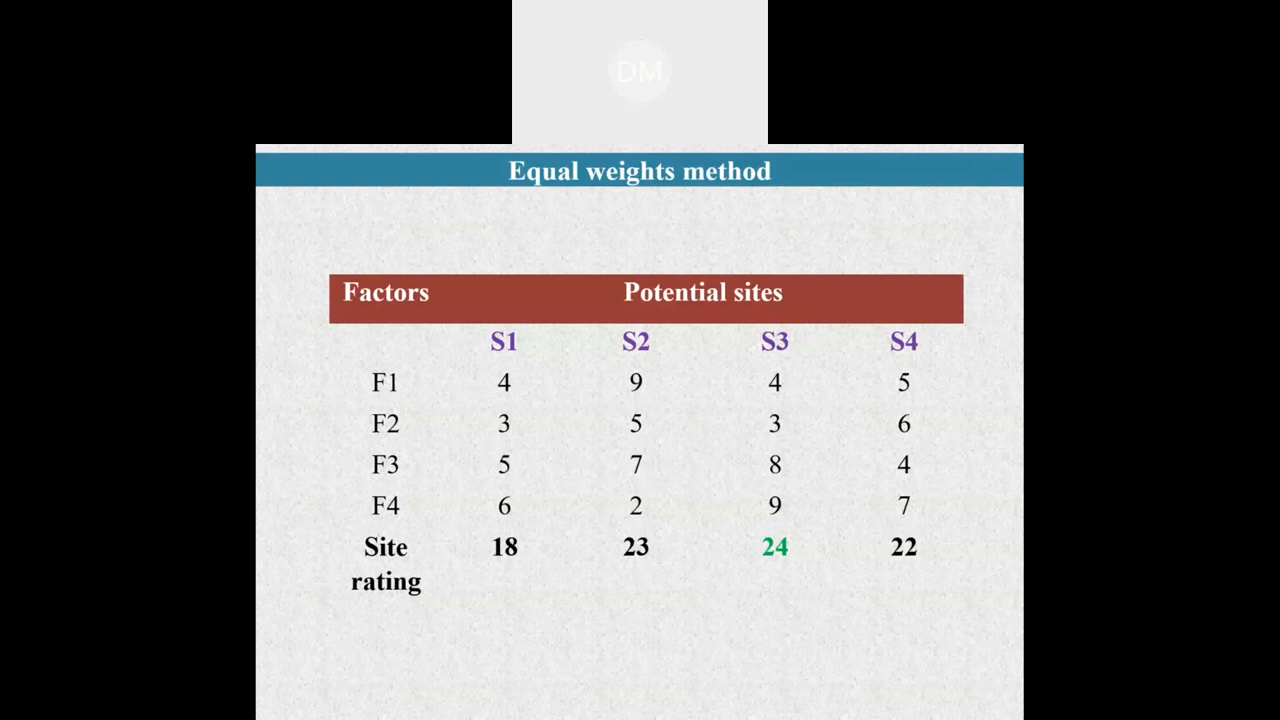 DM
Equal weights method
Factors Potential sites
S1 S2 S3 S4
F1 4 9 4 5
F2 3 5 3 6
F3 5 7 8 4
F4 6 2 9 7
Site 18 23 24 22
rating